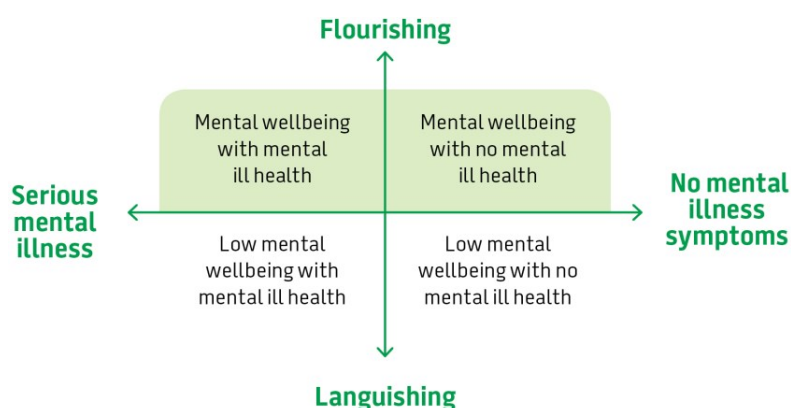 Flourishing
Mental wellbeing
with mental
ill health
Mental wellbeing
with no mental
ill health
Serious
mental
illness
No mental
illness
symptoms
Low mental
wellbeing with
mental ill health
Low mental
wellbeing with no
mental ill health
Languishing